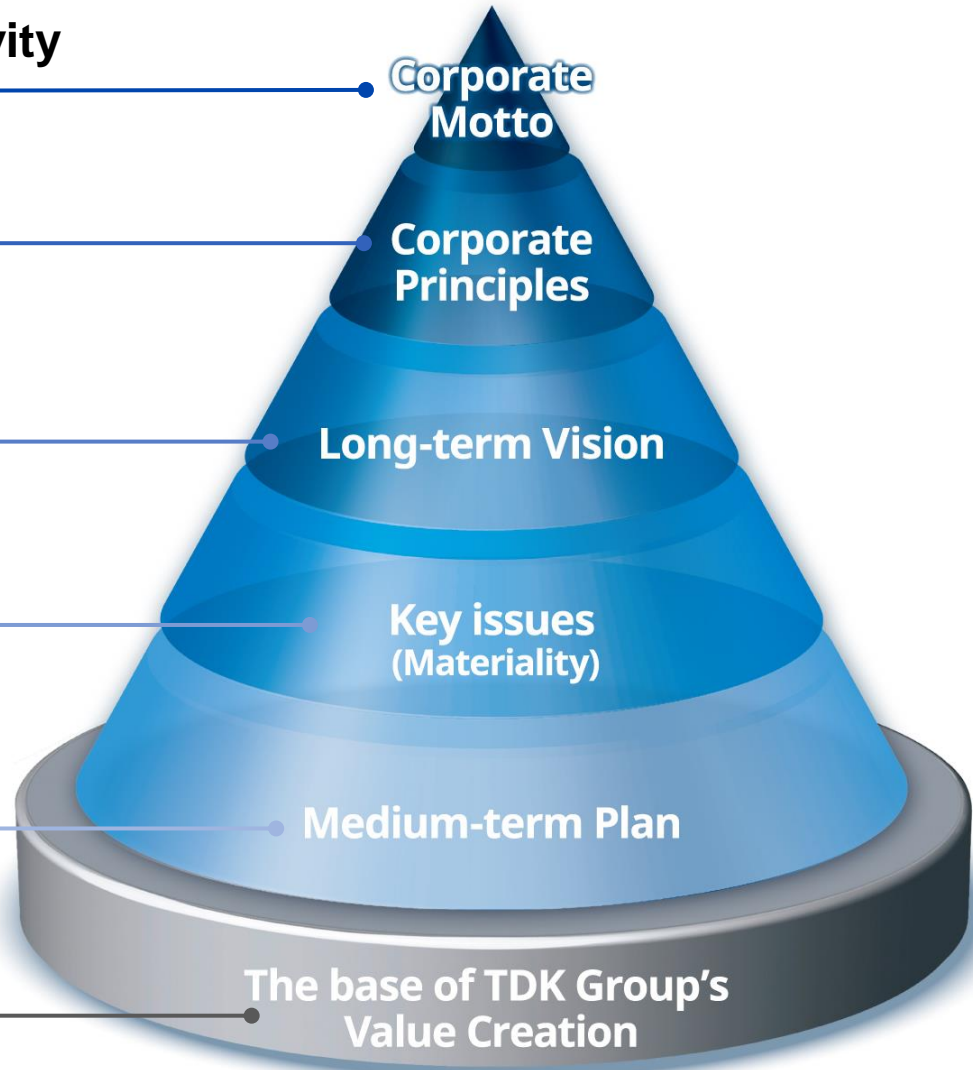 vity
Corporate
Motto
Corporate
Principles
Long-term Vision
Key issues
(Materiality)
Medium-term Plan
The base of TDK Group’s
Value Creation